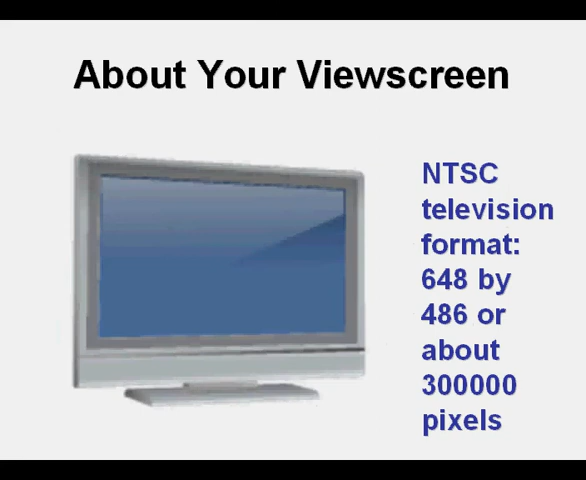 About Your Viewscreen
NTSC
television
format:
648 by
486 or
about
300000
pixels